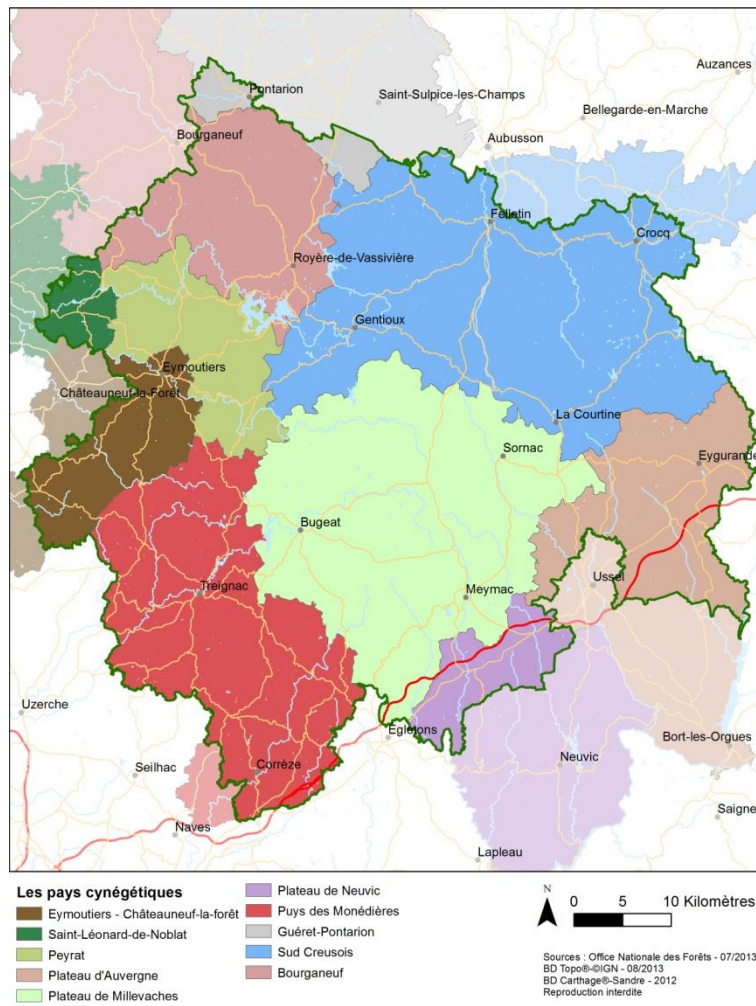 Auzances
Pontarion
Saint-Sulpice-les-Champs
Bellegarde-en-Marche
Bourganeuf
Aubusson
Felletin
Crocq
Royère-de-Vassivière
Gentioux
Eymoutiers
Châteauneuf-la-Forêt
La Courtine
Sornac
Eygurande
Bugeat
Ussel
Treignac
Meymac
Uzerche
Egletons
Bort-les-Orgues
Seilhac
Corrèze
Neuvic
Saigne
Naves
Lapleau
Les pays cynégétiques
Eymoutiers - Châteauneuf-la-forêt
Saint-Léonard-de-Noblat
Peyrat
Plateau d'Auvergne
Plateau de Millevaches
Plateau de Neuvic
Puys des Monédières
Guéret-Pontarion
Sud Creusois
Bourganeuf
N
0 5 10 Kilomètres
Sources : Office Nationale des Forêts - 07/2013
BD Topo®-©IGN - 08/2013
BD Carthage®-Sandre - 2012
Reproduction interdite